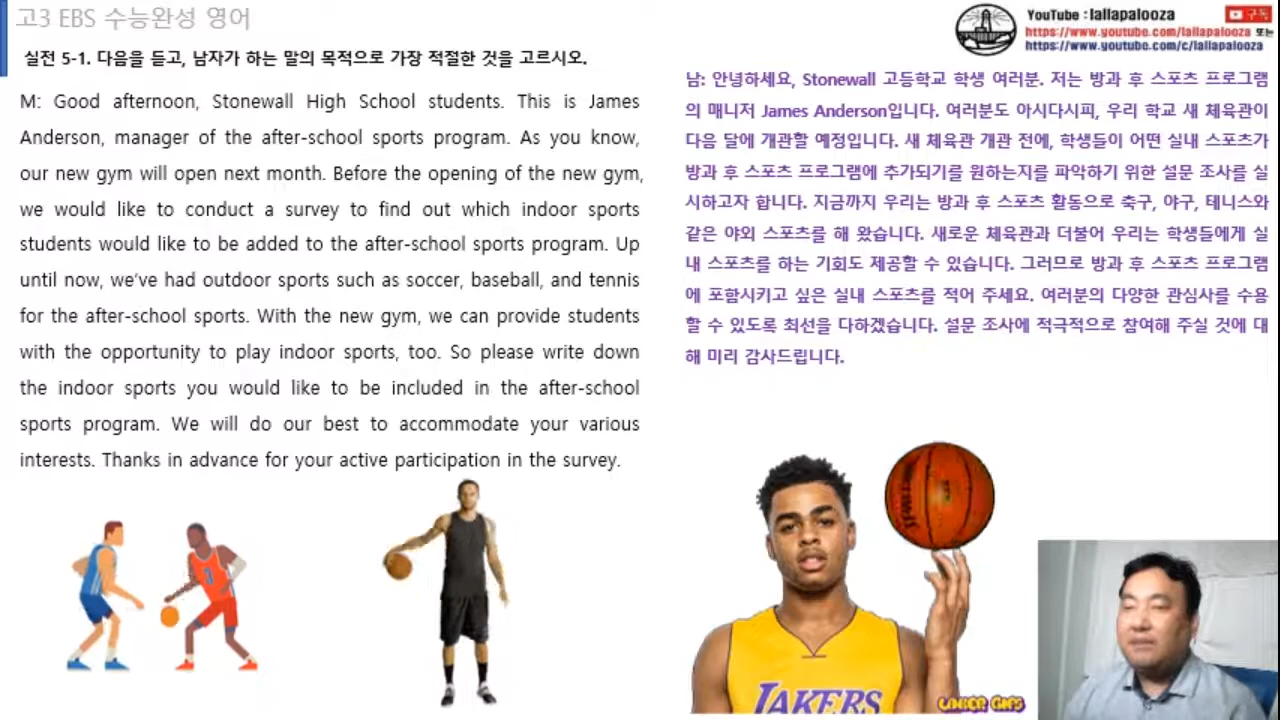 고3 EBS 수능완성 영어
YouTube : lallapalooza
구독
https://www.youtube.com/lallapalooza 또는
https://www.youtube.com/c/lallapalooza
실전 5-1. 다음을 듣고, 남자가 하는 말의 목적으로 가장 적절한 것을 고르시오.
M: Good afternoon, Stonewall High School students. This is James
Anderson, manager of the after-school sports program. As you know,
our new gym will open next month. Before the opening of the new gym,
we would like to conduct a survey to find out which indoor sports
students would like to be added to the after-school sports program. Up
until now, we've had outdoor sports such as soccer, baseball, and tennis
for the after-school sports. With the new gym, we can provide students
with the opportunity to play indoor sports, too. So please write down
the indoor sports you would like to be included in the after-school
sports program. We will do our best to accommodate your various
interests. Thanks in advance for your active participation in the survey.
남: 안녕하세요, Stonewall 고등학교 학생 여러분. 저는 방과 후 스포츠 프로그램
의 매니저 James Anderson입니다. 여러분도 아시다시피, 우리 학교 새 체육관이
다음 달에 개관할 예정입니다. 새 체육관 개관 전에, 학생들이 어떤 실내 스포츠가
방과 후 스포츠 프로그램에 추가되기를 원하는지를 파악하기 위한 설문 조사를 실
시하고자 합니다. 지금까지 우리는 방과 후 스포츠 활동으로 축구, 야구, 테니스와
같은 야외 스포츠를 해 왔습니다. 새로운 체육관과 더불어 우리는 학생들에게 실
내 스포츠를 하는 기회도 제공할 수 있습니다. 그러므로 방과 후 스포츠 프로그램
에 포함시키고 싶은 실내 스포츠를 적어 주세요. 여러분의 다양한 관심사를 수용
할 수 있도록 최선을 다하겠습니다. 설문 조사에 적극적으로 참여해 주실 것에 대
해 미리 감사드립니다.
LAKERS